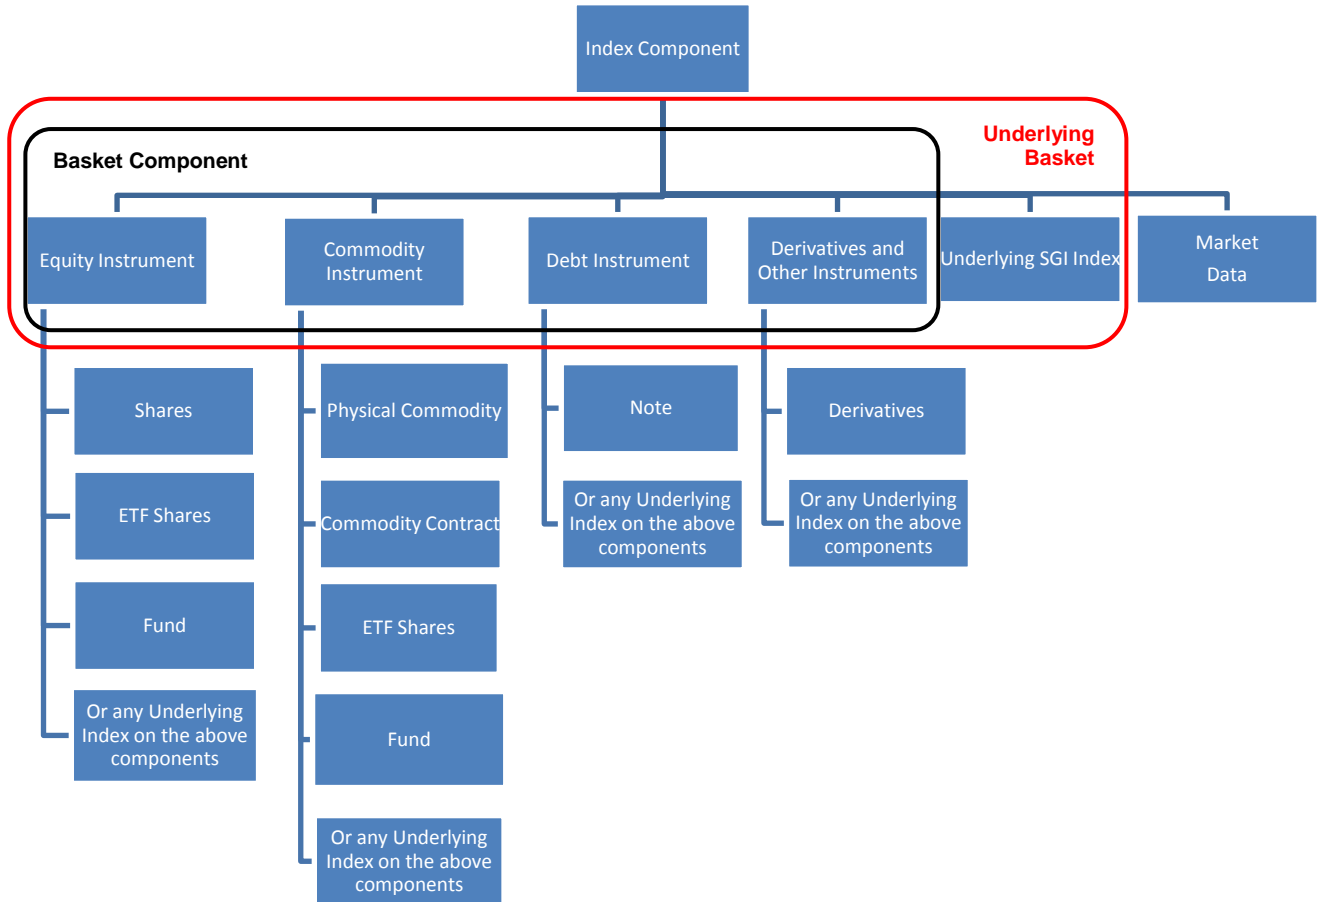 Index Component
Underlying
Basket
Basket Component
Equity Instrument
Commodity
Instrument
Debt Instrument
Derivatives and
Other Instruments
Underlying SGI Index
Market
Data
Shares
ETF Shares
Fund
Or any Underlying
Index on the above
components
Physical Commodity
Commodity Contract
ETF Shares
Fund
Or any Underlying
Index on the above
components
Note
Or any Underlying
Index on the above
components
Derivatives
Or any Underlying
Index on the above
components